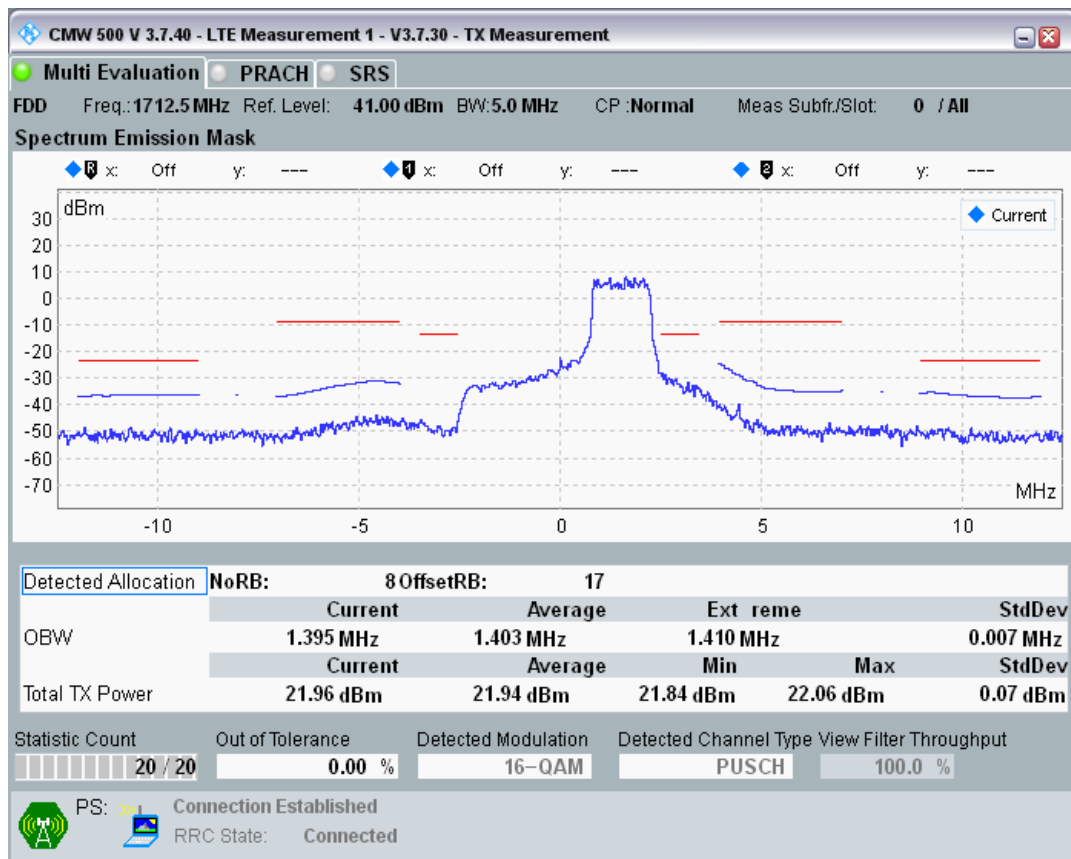 CMW 500 V 3.7.40 - LTE Measurement 1 - V3.7.30 - TX Measurement
Multi Evaluation PRACH SRS
FDD Freq.:1712.5 MHz Ref. Level: 41.00 dBm BW:5.0 MHz CP :Normal Meas Subfr./Slot: 0 / All
Spectrum Emission Mask
R x: Off y: --- 1 x: Off y: --- 2 x: Off y: ---
dBm
Current
30
20
10
0
-10
-20
-30
-40
-50
-60
-70
MHz
-10 -5 0 5 10
Detected Allocation NoRB: 8 OffsetRB: 17
Current Average Ext reme StdDev
OBW 1.395 MHz 1.403 MHz 1.410 MHz 0.007 MHz
Current Average Min Max StdDev
Total TX Power 21.96 dBm 21.94 dBm 21.84 dBm 22.06 dBm 0.07 dBm
Statistic Count Out of Tolerance Detected Modulation Detected Channel Type View Filter Throughput
20 / 20 0.00 % 16-QAM PUSCH 100.0 %
PS: Connection Established
RRC State: Connected